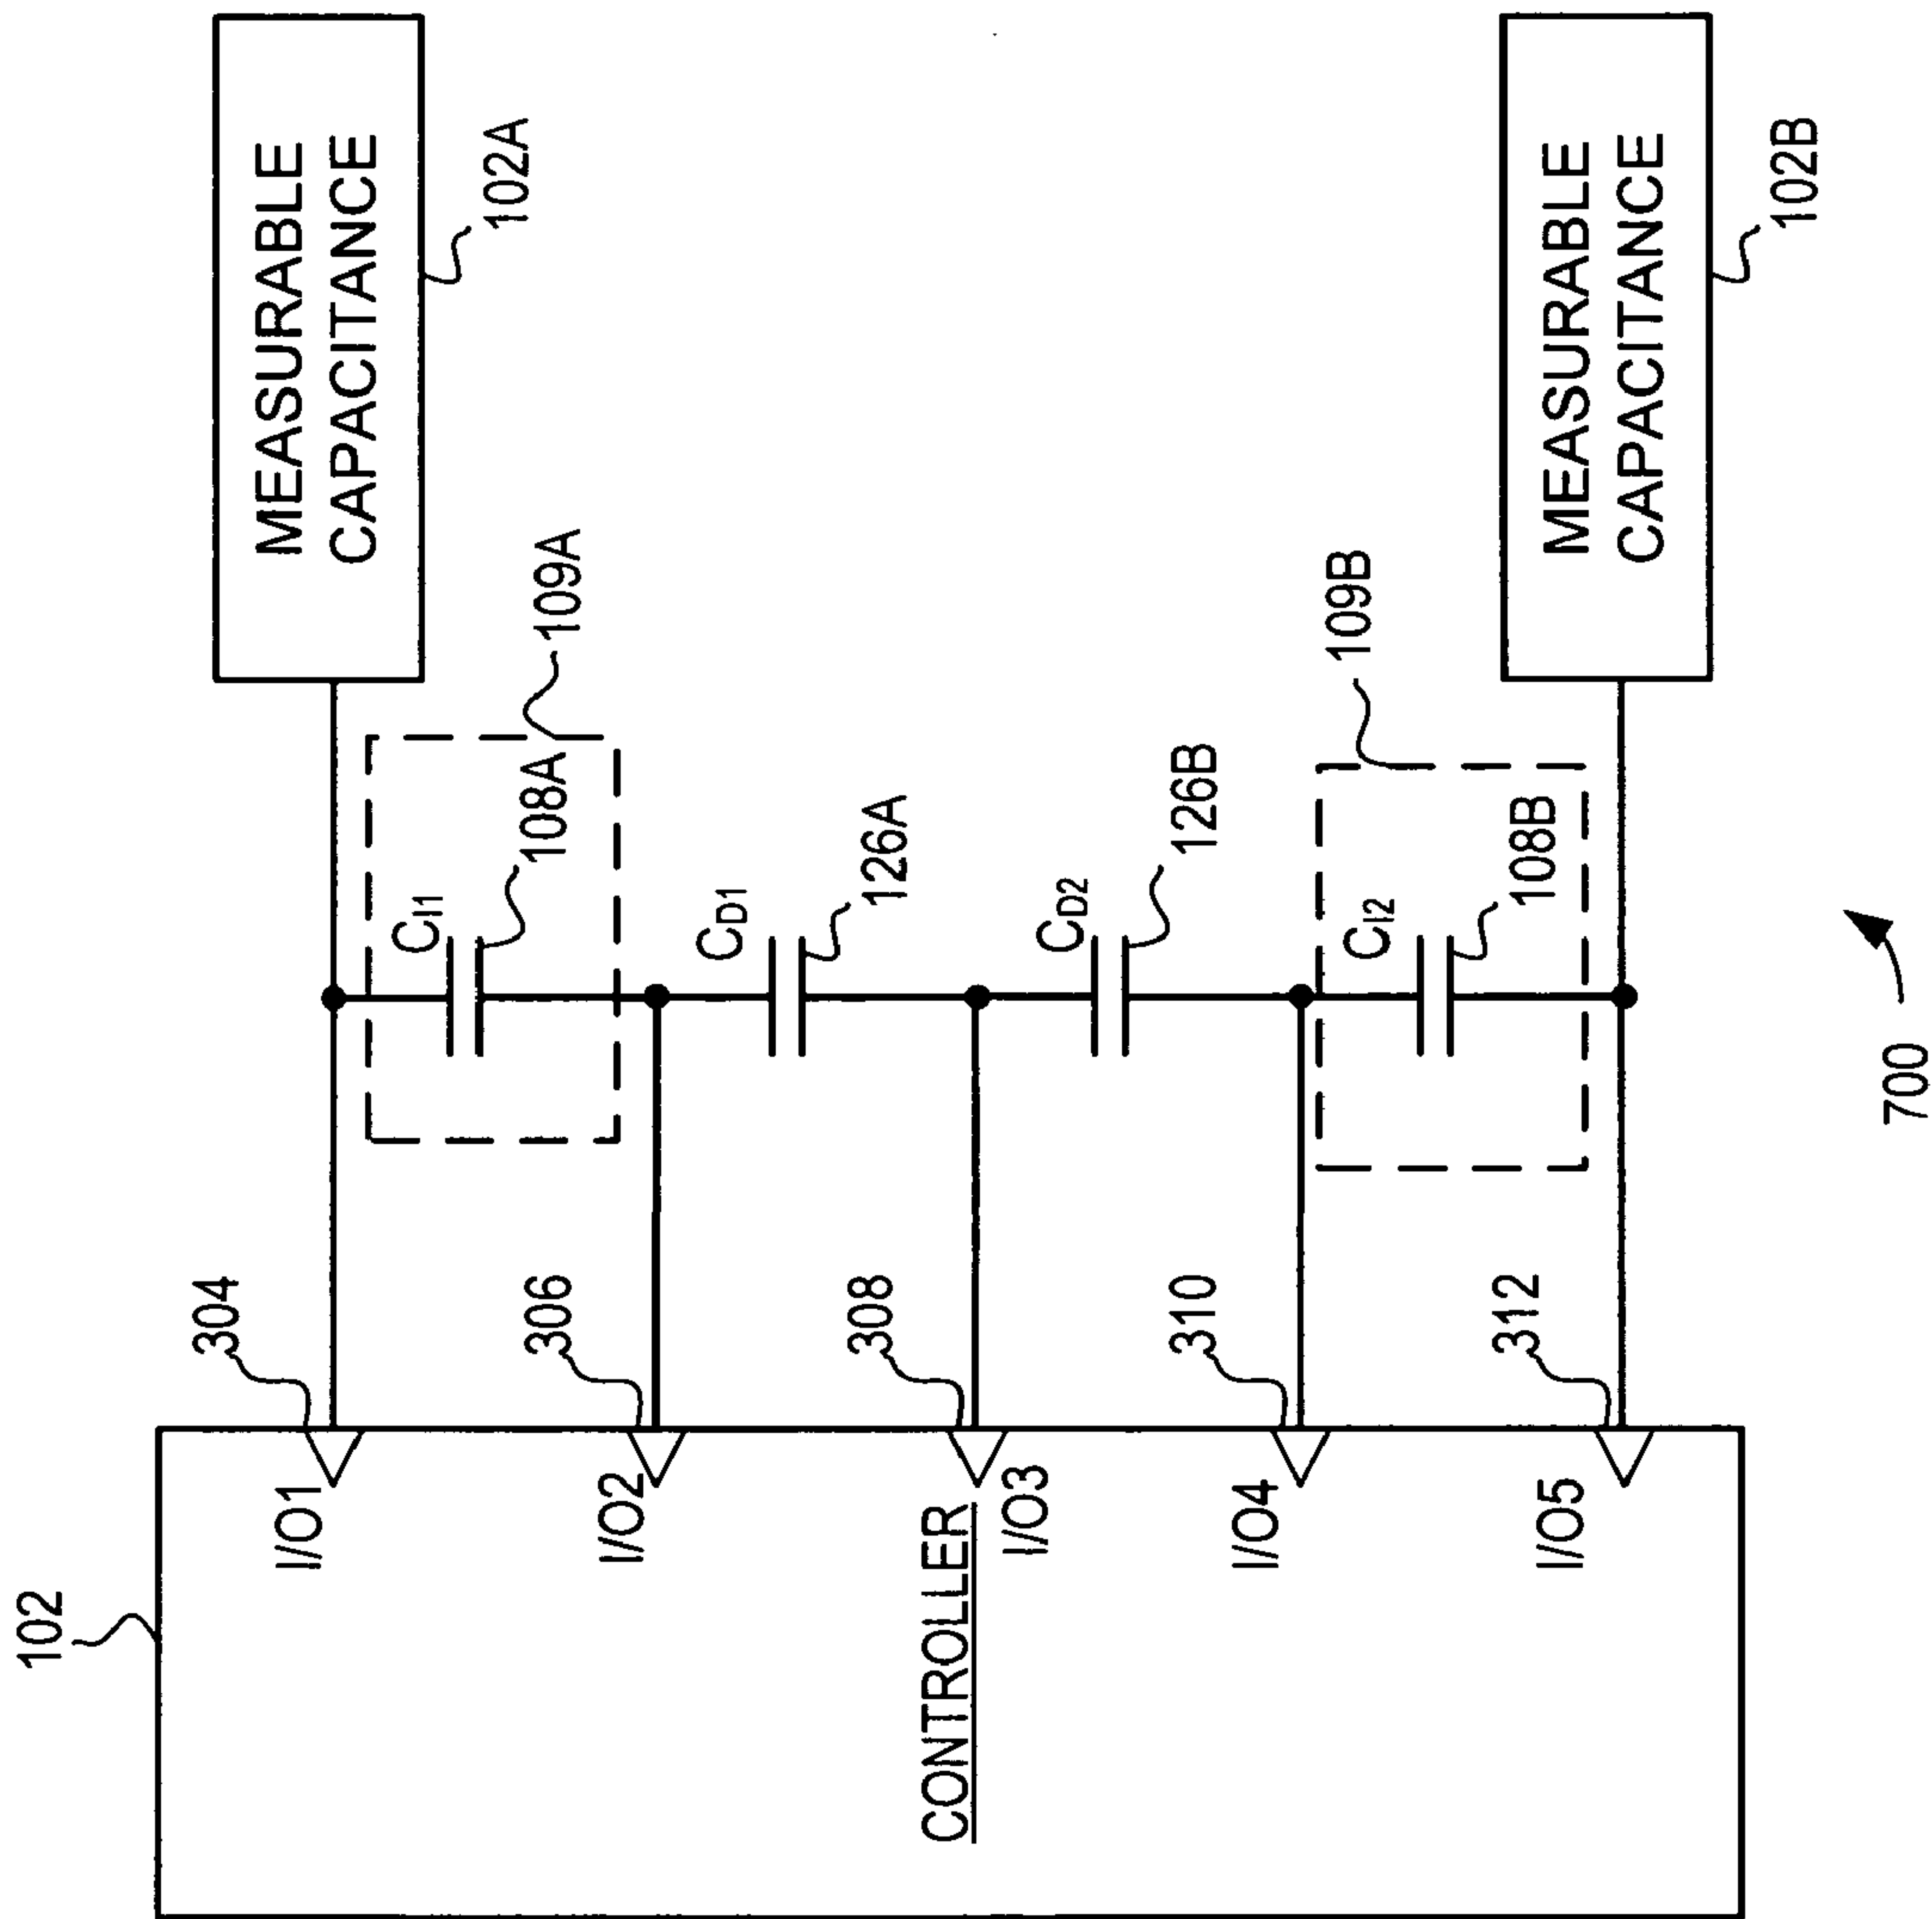 102
CONTROLLER
I/O1
I/O2
I/O3
I/O4
I/O5
304
306
308
310
312
C_I1
108A
109A
C_D1
126A
C_D2
126B
C_I2
108B
109B
MEASURABLE
CAPACITANCE
102A
MEASURABLE
CAPACITANCE
102B
700